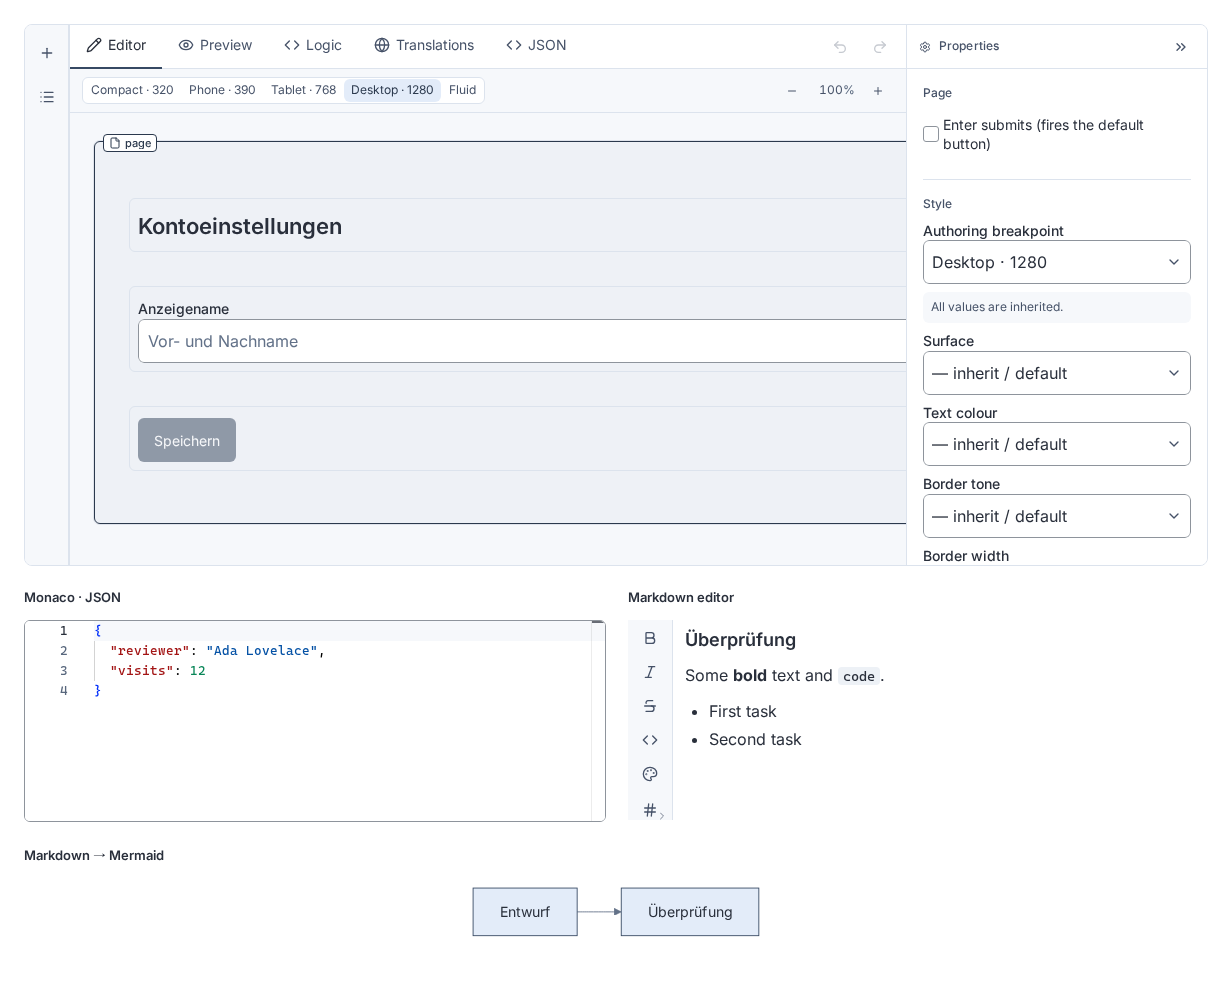 Editor
Preview
Logic
Translations
JSON
Properties
Compact · 320
Phone · 390
Tablet · 768
Desktop · 1280
Fluid
100%
page
Kontoeinstellungen
Anzeigename
Vor- und Nachname
Speichern
Page
Enter submits (fires the default
button)
Style
Authoring breakpoint
Desktop · 1280
All values are inherited.
Surface
— inherit / default
Text colour
— inherit / default
Border tone
— inherit / default
Border width
Monaco · JSON
1 {
2 "reviewer": "Ada Lovelace",
3 "visits": 12
4 }
Markdown editor
Überprüfung
Some bold text and code.
• First task
• Second task
Markdown → Mermaid
Entwurf
Überprüfung